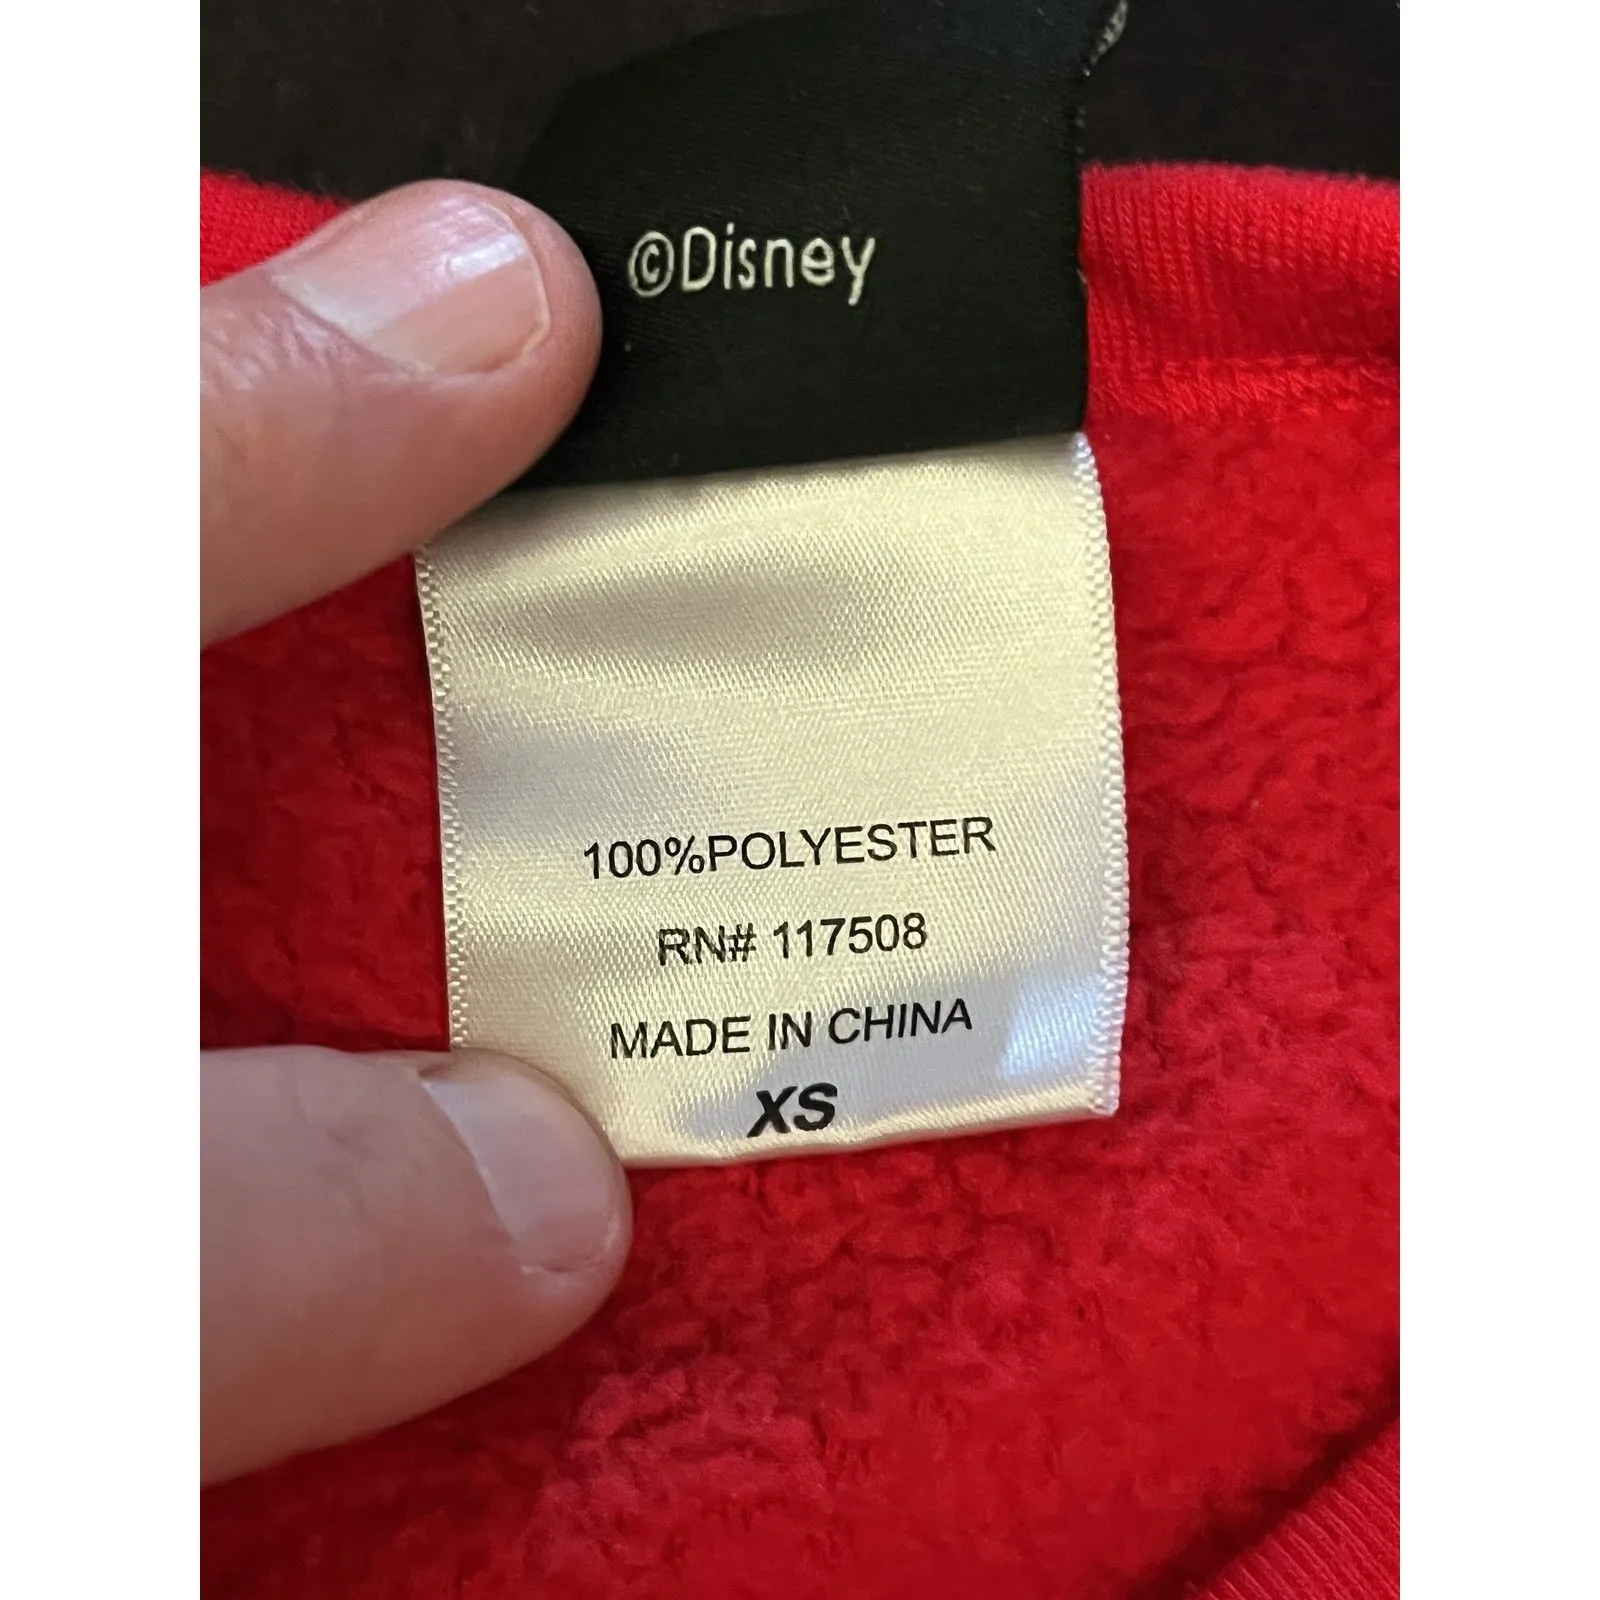 ©Disney
100%POLYESTER
RN# 117508
MADE IN CHINA
XS